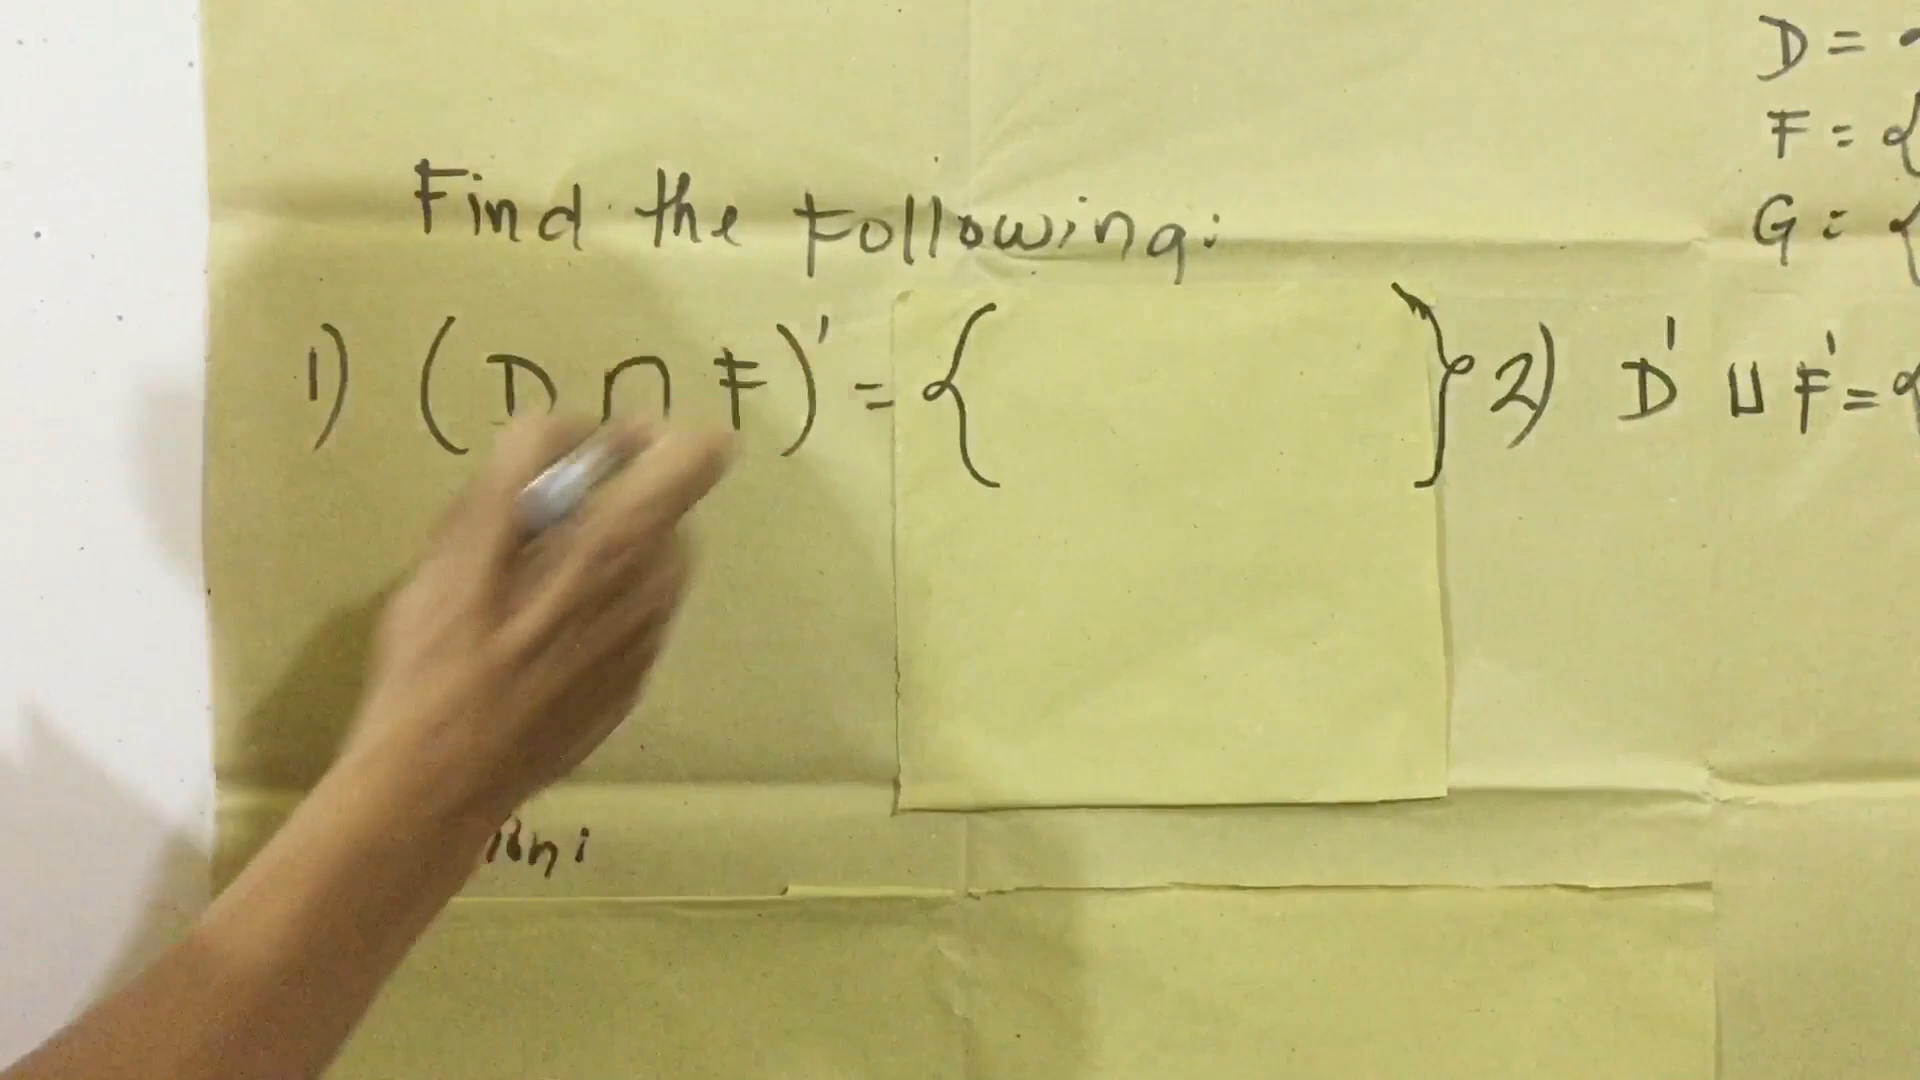 D =
F = {
G = {
Find the Following:
1) (D ∩ F)' = { } 2) D' ⊔ F' = {